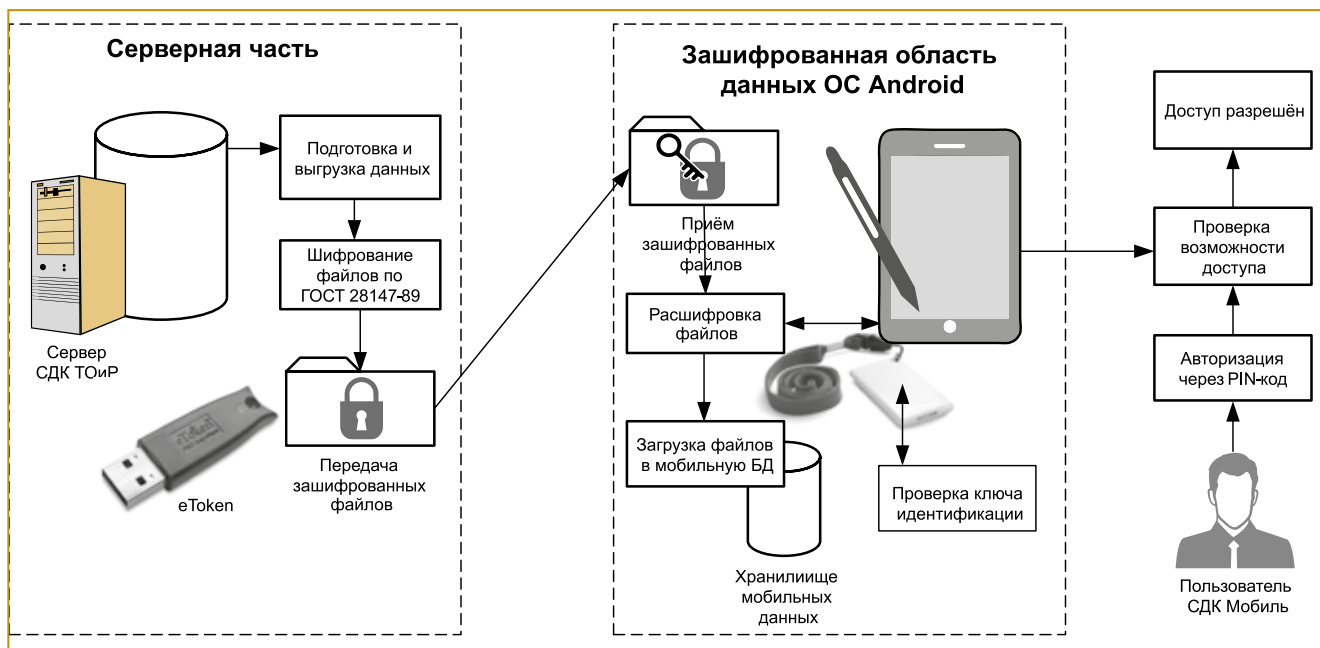 Серверная часть
Подготовка и
выгрузка данных
Шифрование
файлов по
ГОСТ 28147-89
Сервер
СДК ТОиР
eToken
eToken
Передача
зашифрованных
файлов
Зашифрованная область
данных ОС Android
Приём
зашифрованных
файлов
Расшифровка
файлов
Загрузка файлов
в мобильную БД
Проверка ключа
идентификации
Хранилиище
мобильных
данных
Доступ разрешён
Проверка
возможности
доступа
Авторизация
через PIN-код
Пользователь
СДК Мобиль